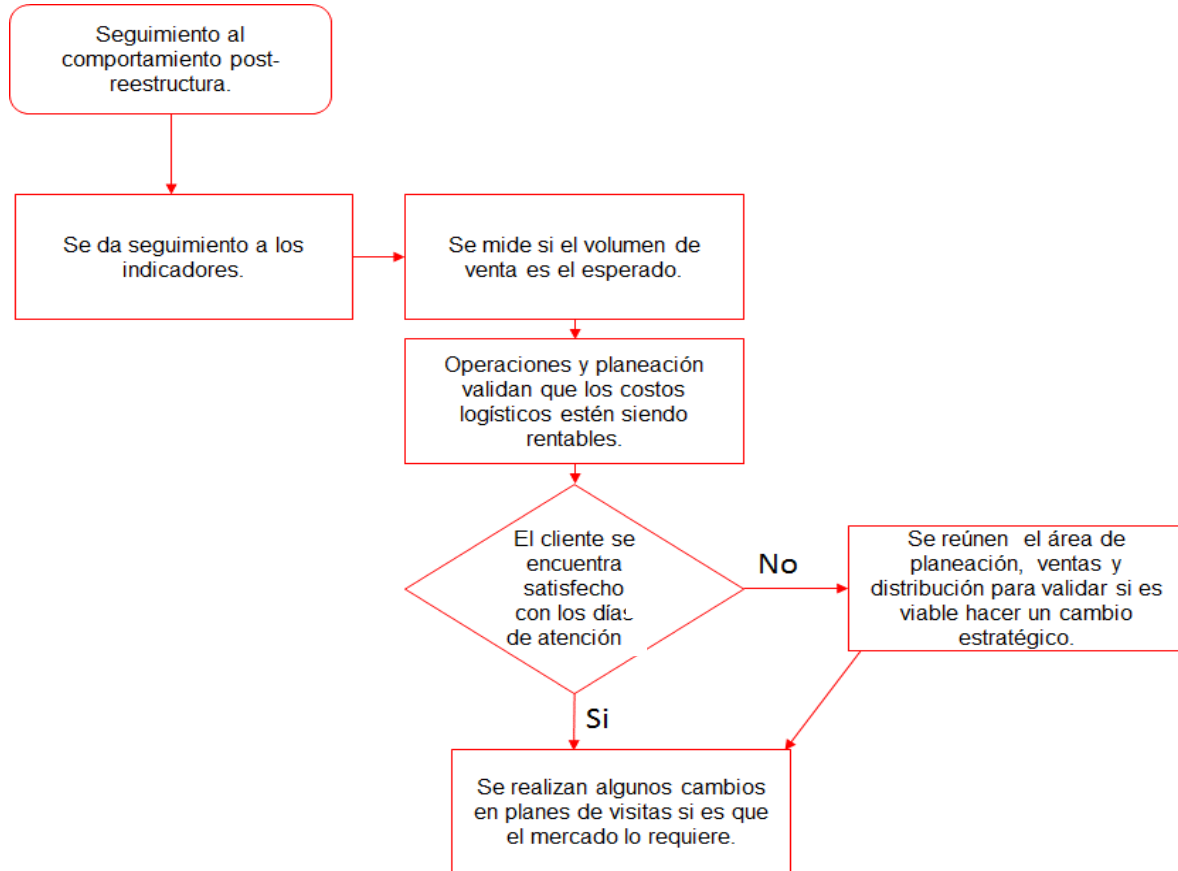 Seguimiento al
comportamiento post-
reestructura.
Se da seguimiento a los
indicadores.
Se mide si el volumen de
venta es el esperado.
Operaciones y planeación
validan que los costos
logísticos estén siendo
rentables.
El cliente se
encuentra
satisfecho
con los días
de atención
No
Se reúnen el área de
planeación, ventas y
distribución para validar si es
viable hacer un cambio
estratégico.
Si
Se realizan algunos cambios
en planes de visitas si es que
el mercado lo requiere.